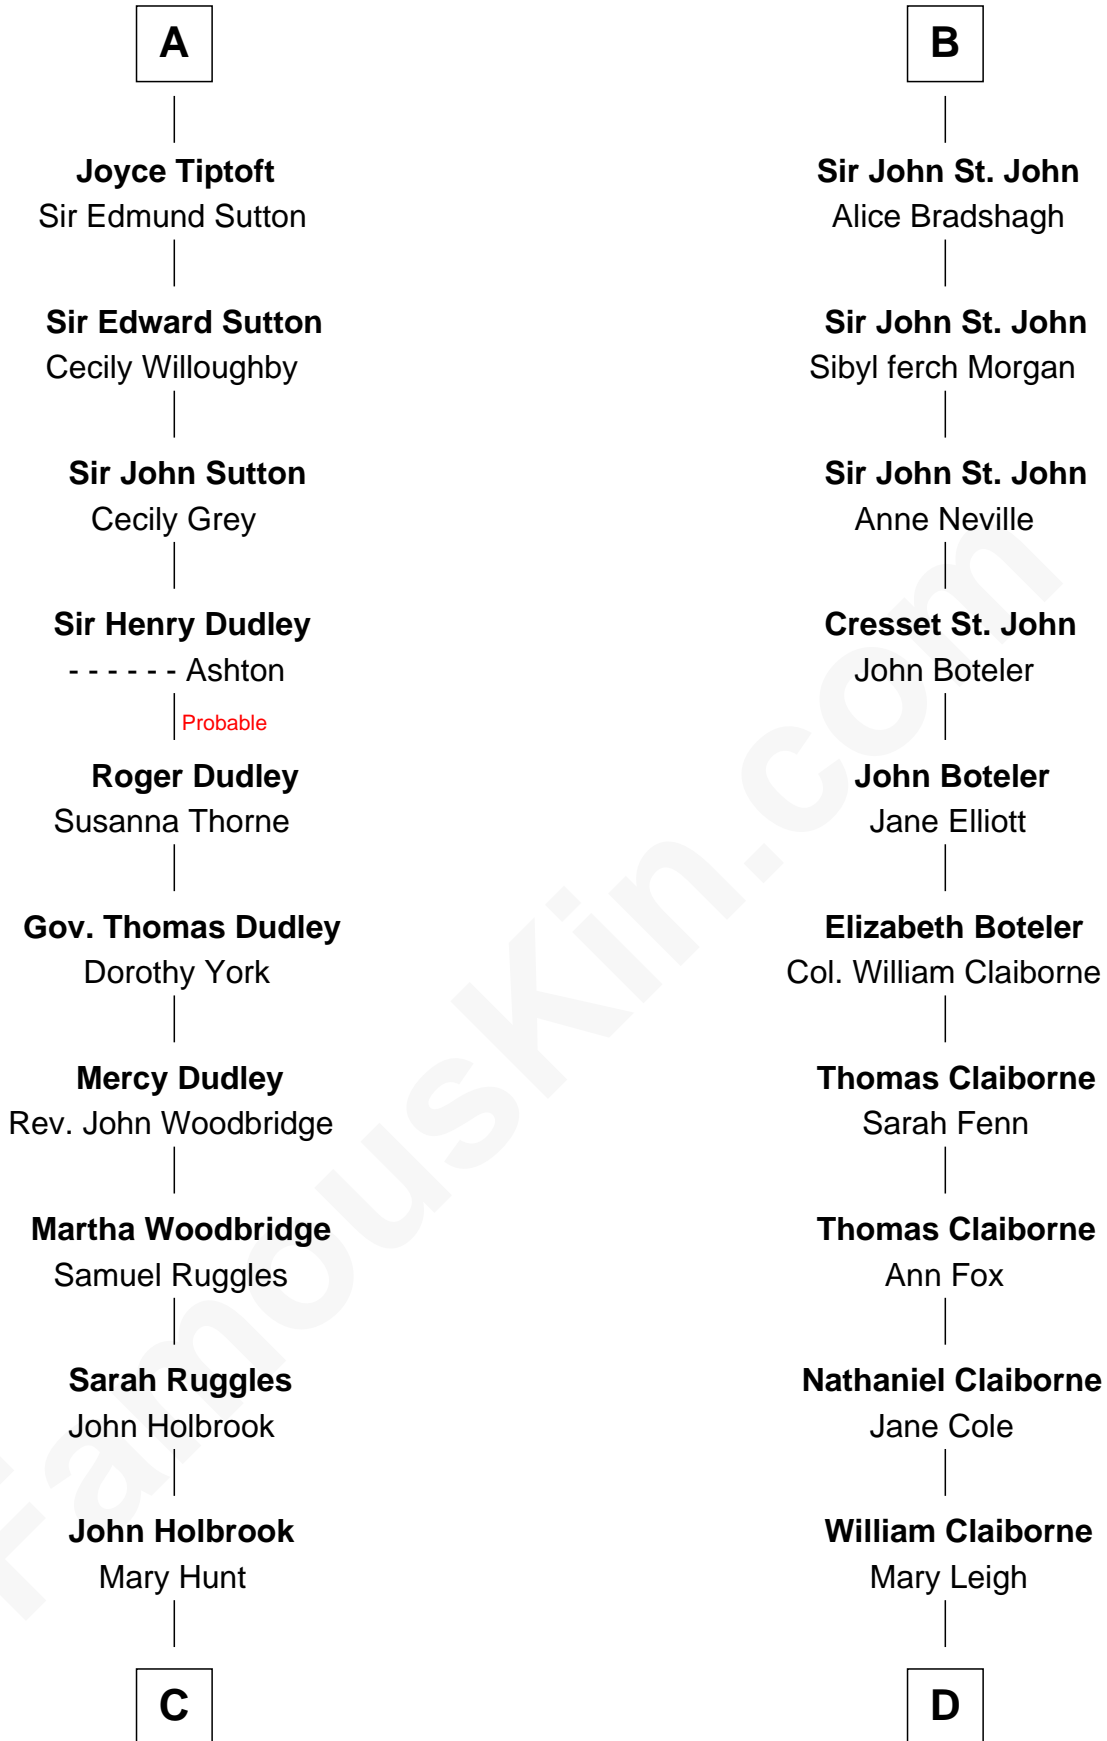 A
Joyce Tiptoft
Sir Edmund Sutton
Sir Edward Sutton
Cecily Willoughby
Sir John Sutton
Cecily Grey
Sir Henry Dudley
- - - - - - Ashton
Probable
Roger Dudley
Susanna Thorne
Gov. Thomas Dudley
Dorothy York
Mercy Dudley
Rev. John Woodbridge
Martha Woodbridge
Samuel Ruggles
Sarah Ruggles
John Holbrook
John Holbrook
Mary Hunt
C
B
Sir John St. John
Alice Bradshagh
Sir John St. John
Sibyl ferch Morgan
Sir John St. John
Anne Neville
Cresset St. John
John Boteler
John Boteler
Jane Elliott
Elizabeth Boteler
Col. William Claiborne
Thomas Claiborne
Sarah Fenn
Thomas Claiborne
Ann Fox
Nathaniel Claiborne
Jane Cole
William Claiborne
Mary Leigh
D
FamousKin.com